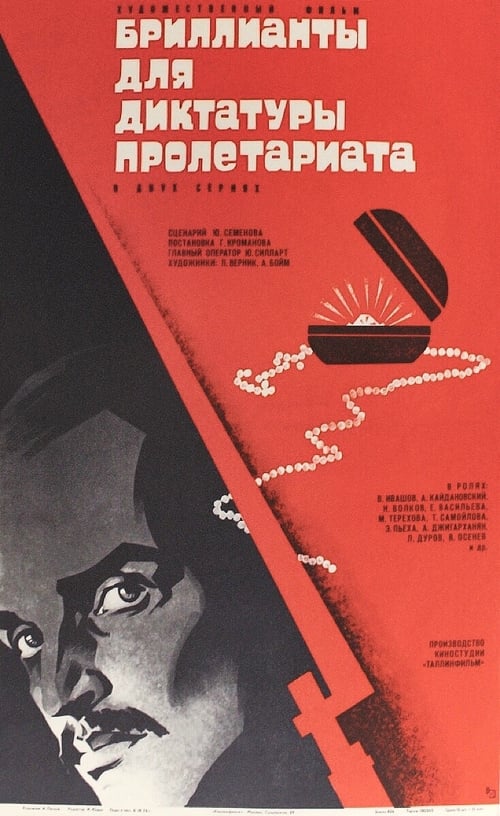 ХУДОЖЕСТВЕННЫЙ ФИЛЬМ
БРИЛЛИАНТЫ
ДЛЯ
ДИКТАТУРЫ
ПРОЛЕТАРИАТА
В ДВУХ СЕРИЯХ
СЦЕНАРИЙ Ю. СЕМЕНОВА
ПОСТАНОВКА Г. КРОМАНОВА
ГЛАВНЫЙ ОПЕРАТОР Ю. СИЛЛАРТ
ХУДОЖНИКИ: Л. ВЕРНИК, А. БОЙМ
В РОЛЯХ:
В. ИВАШОВ, А. КАЙДАНОВСКИЙ,
Н. ВОЛКОВ, Е. ВАСИЛЬЕВА,
М. ТЕРЕХОВА, Т. САМОЙЛОВА,
Э. ПЬЕХА, А. ДЖИГАРХАНЯН,
Л. ДУРОВ, В. ОСЕНЕВ
и др.
ПРОИЗВОДСТВО
КИНОСТУДИИ
«ТАЛЛИНФИЛЬМ»